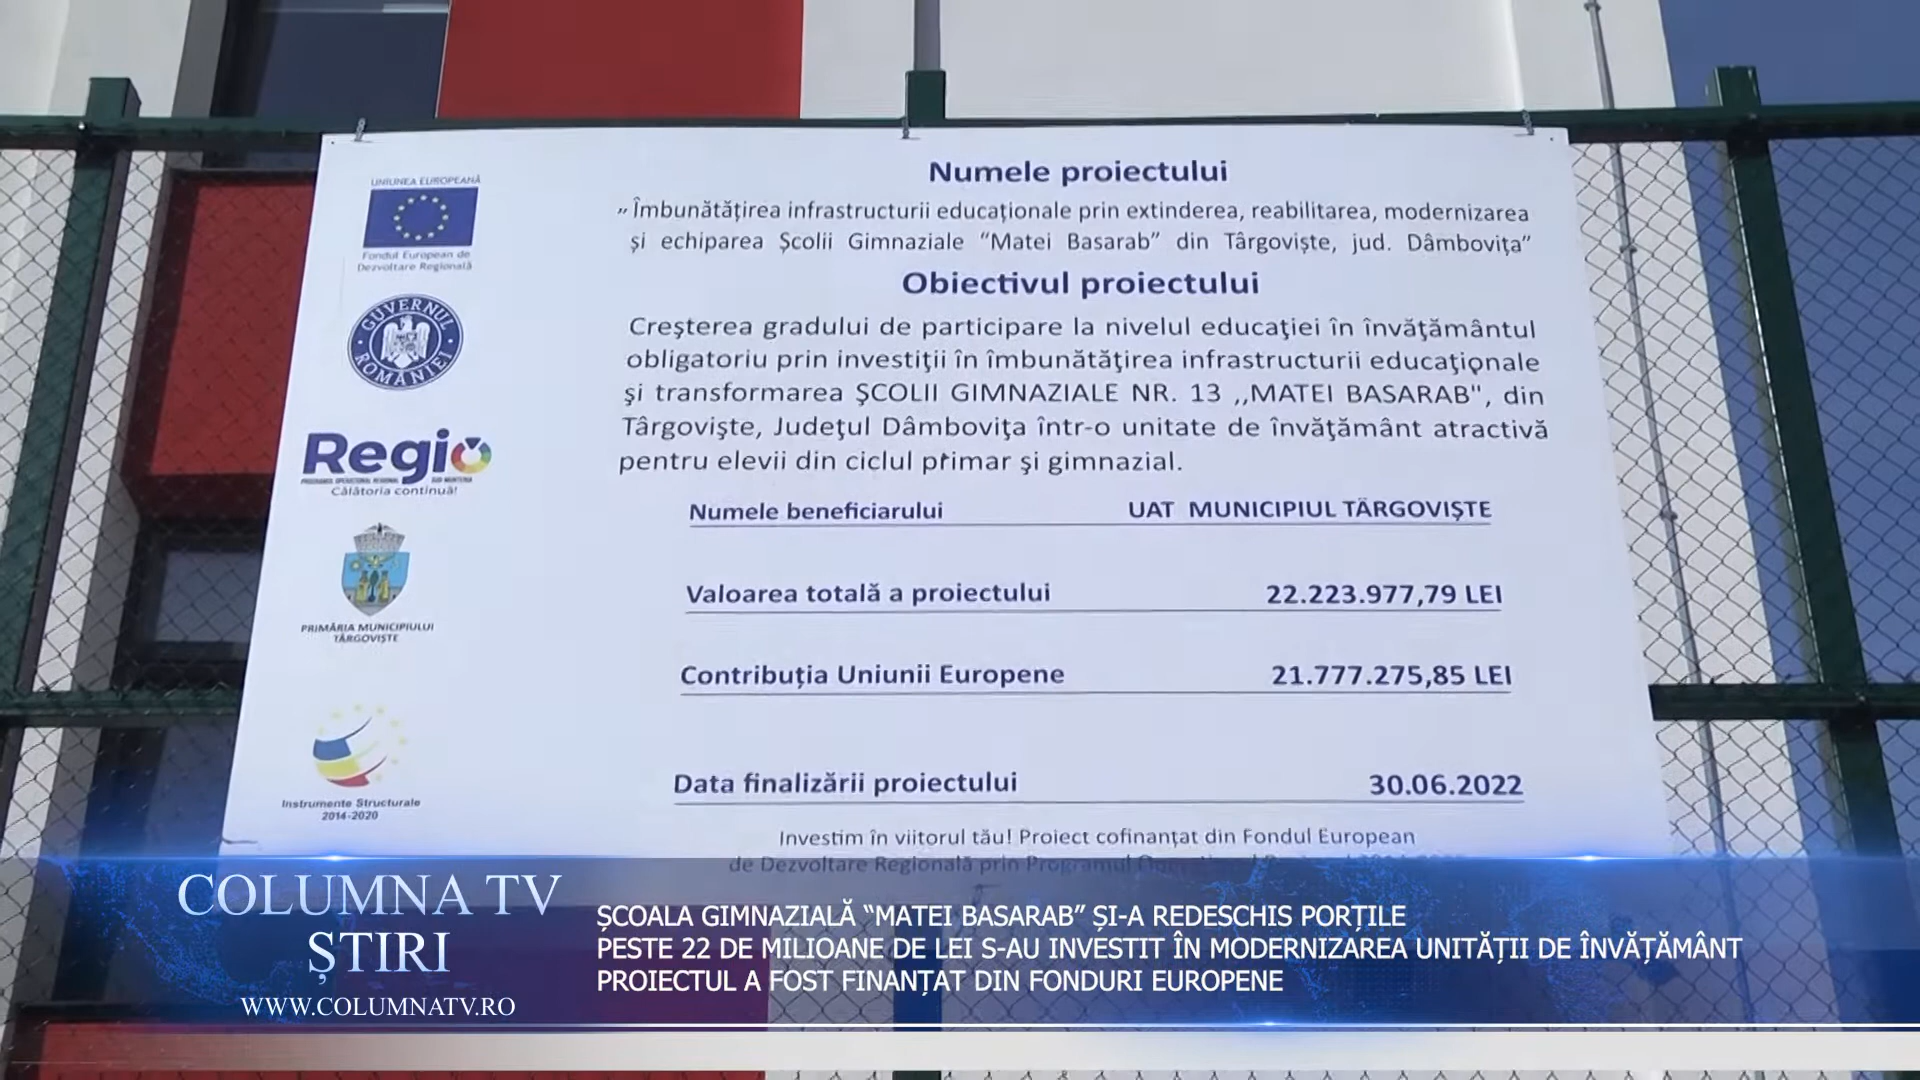 UNIUNEA EUROPEANĂ
Fondul European de
Dezvoltare Regională
GUVERNUL ROMÂNIEI
Regio
PROGRAMUL OPERAȚIONAL REGIONAL
Călătoria continuă!
PRIMĂRIA MUNICIPIULUI
TÂRGOVIȘTE
Instrumente Structurale
2014-2020
Numele proiectului
„Îmbunătățirea infrastructurii educaționale prin extinderea, reabilitarea, modernizarea
și echiparea Școlii Gimnaziale “Matei Basarab” din Târgoviște, jud. Dâmbovița”
Obiectivul proiectului
Creşterea gradului de participare la nivelul educaţiei în învăţământul
obligatoriu prin investiţii în îmbunătăţirea infrastructurii educaţionale
şi transformarea ŞCOLII GIMNAZIALE NR. 13 ,,MATEI BASARAB", din
Târgovişte, Judeţul Dâmboviţa într-o unitate de învăţământ atractivă
pentru elevii din ciclul primar şi gimnazial.
Numele beneficiarului UAT MUNICIPIUL TÂRGOVIȘTE
Valoarea totală a proiectului 22.223.977,79 LEI
Contribuția Uniunii Europene 21.777.275,85 LEI
Data finalizării proiectului 30.06.2022
Investim în viitorul tău! Proiect cofinanțat din Fondul European
de Dezvoltare Regională prin Programul
COLUMNA TV
ȘTIRI
WWW.COLUMNATV.RO
ȘCOALA GIMNAZIALĂ “MATEI BASARAB” ȘI-A REDESCHIS PORȚILE
PESTE 22 DE MILIOANE DE LEI S-AU INVESTIT ÎN MODERNIZAREA UNITĂȚII DE ÎNVĂȚĂMÂNT
PROIECTUL A FOST FINANȚAT DIN FONDURI EUROPENE